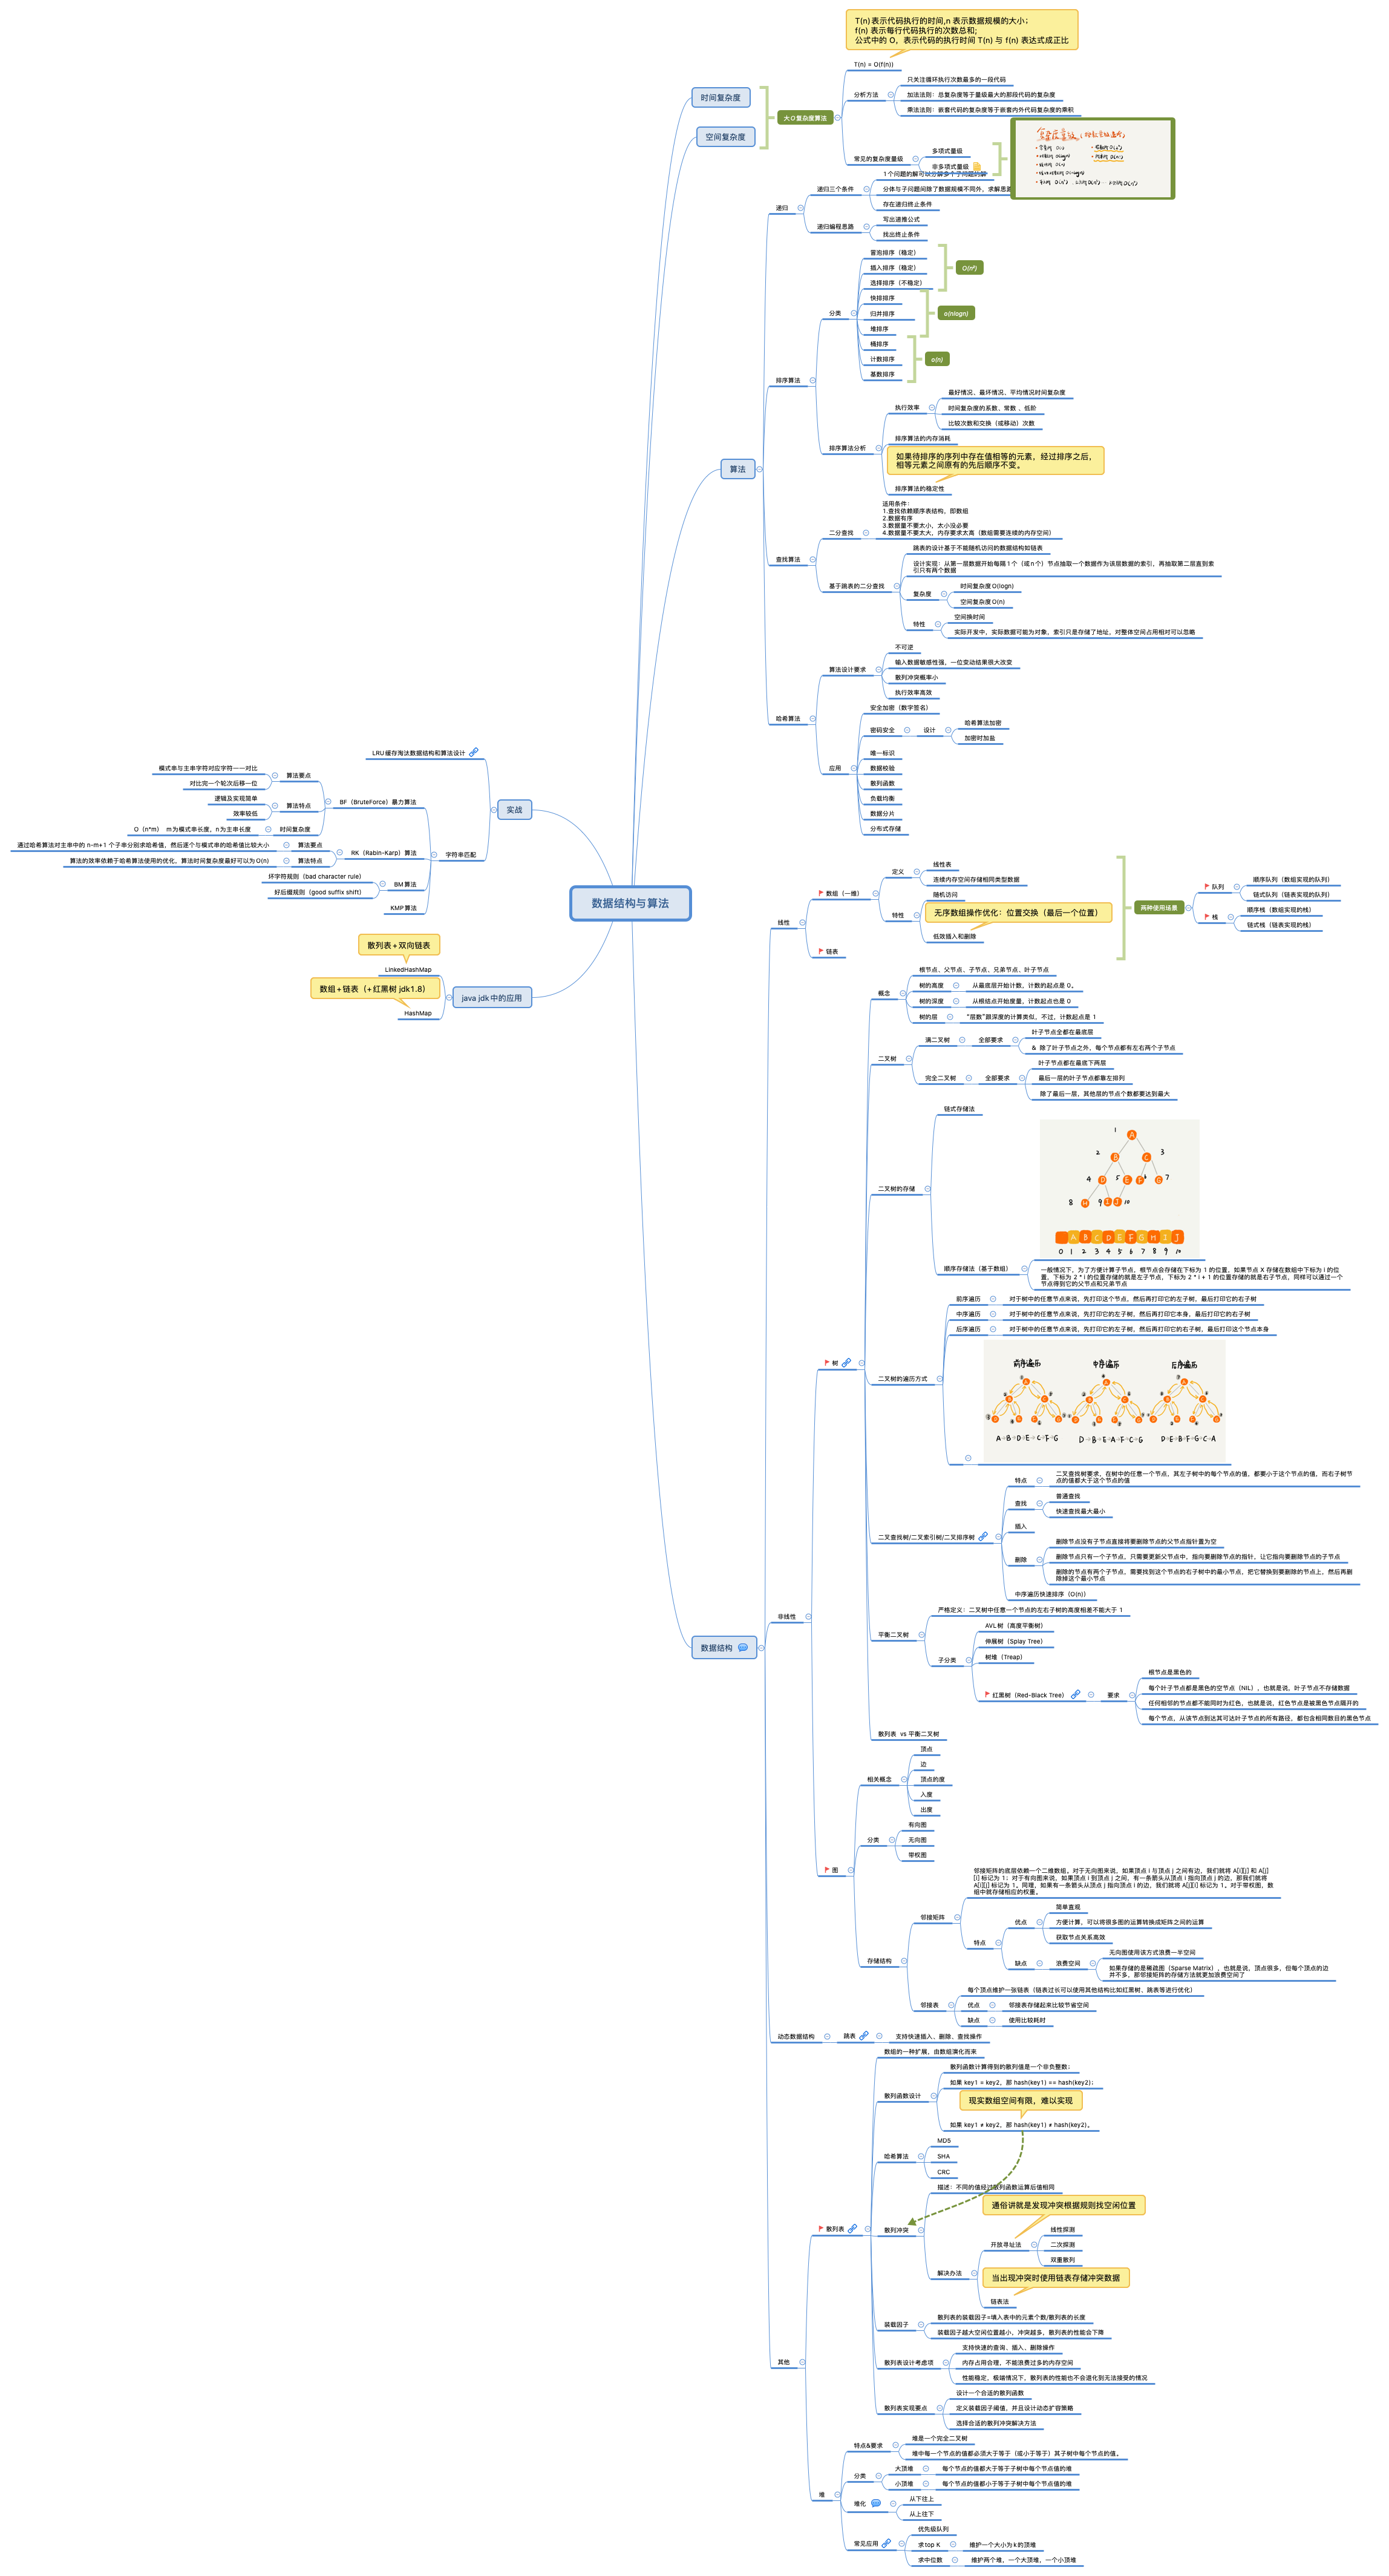 T(n) 表示代码执行的时间,n 表示数据规模的大小;
f(n) 表示每行代码执行的次数总和;
公式中的 O，表示代码的执行时间 T(n) 与 f(n) 表达式成正比
T(n) = O(f(n))
时间复杂度
空间复杂度
大O复杂度算法
分析方法
只关注循环执行次数最多的一段代码
加法法则：总复杂度等于量级最大的那段代码的复杂度
乘法法则：嵌套代码的复杂度等于嵌套内外代码复杂度的乘积
常见的复杂度量级
多项式量级
非多项式量级
算法
递归
递归三个条件
1个问题的解可以分解多个子问题的解
分体与子问题间除了数据规模不同外，求解思
存在递归终止条件
递归编程思路
写出递推公式
找出终止条件
排序算法
分类
冒泡排序（稳定）
插入排序（稳定）
选择排序（不稳定）
O(n²)
快排排序
归并排序
堆排序
o(nlogn)
桶排序
计数排序
基数排序
o(n)
排序算法分析
执行效率
最好情况、最坏情况、平均情况时间复杂度
时间复杂度的系数、常数 、低阶
比较次数和交换（或移动）次数
排序算法的内存消耗
如果待排序的序列中存在值相等的元素，经过排序之后，
相等元素之间原有的先后顺序不变。
排序算法的稳定性
查找算法
二分查找
适用条件：
1.查找依赖顺序表结构，即数组
2.数据有序
3.数据量不要太小，太小没必要
4.数据量不要太大，内存要求太高（数组需要连续的内存空间）
基于跳表的二分查找
跳表的设计基于不能随机访问的数据结构如链表
设计实现：从第一层数据开始每隔1个（或n个）节点抽取一个数据作为该层数据的索引，再抽取第二层直到索
引只有两个数据
复杂度
时间复杂度O(logn)
空间复杂度O(n)
特性
空间换时间
实际开发中，实际数据可能为对象，索引只是存储了地址，对整体空间占用相对可以忽略
哈希算法
算法设计要求
不可逆
输入数据敏感性强，一位变动结果很大改变
散列冲突概率小
执行效率高效
应用
安全加密（数字签名）
密码安全
设计
哈希算法加密
加密时加盐
唯一标识
数据校验
散列函数
负载均衡
数据分片
分布式存储
实战
LRU缓存淘汰数据结构和算法设计
字符串匹配
BF（BruteForce）暴力算法
算法要点
模式串与主串字符对应字符一一对比
对比完一个轮次后移一位
算法特点
逻辑及实现简单
效率较低
时间复杂度
O（n*m） m为模式串长度，n为主串长度
RK（Rabin-Karp）算法
算法要点
通过哈希算法对主串中的 n-m+1 个子串分别求哈希值，然后逐个与模式串的哈希值比较大小
算法特点
算法的效率依赖于哈希算法使用的优化，算法时间复杂度最好可以为O(n)
BM算法
坏字符规则（bad character rule）
好后缀规则（good suffix shift）
KMP算法
数据结构与算法
java jdk中的应用
散列表+双向链表
LinkedHashMap
数组+链表（+红黑树 jdk1.8）
HashMap
数据结构
线性
数组（一维）
定义
线性表
连续内存空间存储相同类型数据
特性
随机访问
无序数组操作优化：位置交换（最后一个位置）
低效插入和删除
链表
两种使用场景
队列
顺序队列（数组实现的队列）
链式队列（链表实现的队列）
栈
顺序栈（数组实现的栈）
链式栈（链表实现的栈）
非线性
树
概念
根节点、父节点、子节点、兄弟节点、叶子节点
树的高度
从最底层开始计数，计数的起点是 0。
树的深度
从根结点开始度量，计数起点也是 0
树的层
“层数”跟深度的计算类似，不过，计数起点是 1
二叉树
满二叉树
全部要求
叶子节点全都在最底层
& 除了叶子节点之外，每个节点都有左右两个子节点
完全二叉树
全部要求
叶子节点都在最底下两层
最后一层的叶子节点都靠左排列
除了最后一层，其他层的节点个数都要达到最大
二叉树的存储
链式存储法
1
A
2
B
C
3
4
D
5
E
F
6
G
7
8
H
9
I
J
10
A B C D E F G H I J
0 1 2 3 4 5 6 7 8 9 10
顺序存储法（基于数组）
一般情况下，为了方便计算子节点，根节点会存储在下标为 1 的位置，如果节点 X 存储在数组中下标为 i 的位
置，下标为 2 * i 的位置存储的就是左子节点，下标为 2 * i + 1 的位置存储的就是右子节点，同样可以通过一个
节点得到它的父节点和兄弟节点
二叉树的遍历方式
前序遍历
对于树中的任意节点来说，先打印这个节点，然后再打印它的左子树，最后打印它的右子树
中序遍历
对于树中的任意节点来说，先打印它的左子树，然后再打印它本身，最后打印它的右子树
后序遍历
对于树中的任意节点来说，先打印它的左子树，然后再打印它的右子树，最后打印这个节点本身
前序遍历
中序遍历
后序遍历
A→B→D→E→C→F→G
D→B→E→A→F→C→G
D→E→B→F→G→C→A
二叉查找树/二叉索引树/二叉排序树
特点
二叉查找树要求，在树中的任意一个节点，其左子树中的每个节点的值，都要小于这个节点的值，而右子树节
点的值都大于这个节点的值
查找
普通查找
快速查找最大最小
插入
删除
删除节点没有子节点直接将要删除节点的父节点指针置为空
删除节点只有一个子节点，只需要更新父节点中，指向要删除节点的指针，让它指向要删除节点的子节点
删除的节点有两个子节点，需要找到这个节点的右子树中的最小节点，把它替换到要删除的节点上，然后再删
除掉这个最小节点
中序遍历快速排序（O(n)）
平衡二叉树
严格定义：二叉树中任意一个节点的左右子树的高度相差不能大于 1
子分类
AVL树（高度平衡树）
伸展树（Splay Tree）
树堆（Treap）
红黑树（Red-Black Tree）
要求
根节点是黑色的
每个叶子节点都是黑色的空节点（NIL），也就是说，叶子节点不存储数据
任何相邻的节点都不能同时为红色，也就是说，红色节点是被黑色节点隔开的
每个节点，从该节点到达其可达叶子节点的所有路径，都包含相同数目的黑色节点
散列表 vs 平衡二叉树
图
相关概念
顶点
边
顶点的度
入度
出度
分类
有向图
无向图
带权图
存储结构
邻接矩阵
邻接矩阵的底层依赖一个二维数组。对于无向图来说，如果顶点 i 与顶点 j 之间有边，我们就将 A[i][j] 和 A[j]
[i] 标记为 1；对于有向图来说，如果顶点 i 到顶点 j 之间，有一条箭头从顶点 i 指向顶点 j 的边，那我们就将
A[i][j] 标记为 1。同理，如果有一条箭头从顶点 j 指向顶点 i 的边，我们就将 A[j][i] 标记为 1。对于带权图，数
组中就存储相应的权重。
特点
优点
简单直观
方便计算，可以将很多图的运算转换成矩阵之间的运算
获取节点关系高效
缺点
浪费空间
无向图使用该方式浪费一半空间
如果存储的是稀疏图（Sparse Matrix），也就是说，顶点很多，但每个顶点的边
并不多，那邻接矩阵的存储方法就更加浪费空间了
邻接表
每个顶点维护一张链表（链表过长可以使用其他结构比如红黑树、跳表等进行优化）
优点
邻接表存储起来比较节省空间
缺点
使用比较耗时
动态数据结构
跳表
支持快速插入、删除、查找操作
其他
散列表
数组的一种扩展，由数组演化而来
散列函数设计
散列函数计算得到的散列值是一个非负整数；
如果 key1 = key2，那 hash(key1) == hash(key2)；
现实数组空间有限，难以实现
如果 key1 ≠ key2，那 hash(key1) ≠ hash(key2)。
哈希算法
MD5
SHA
CRC
散列冲突
描述：不同的值经过散列函数运算后值相同
解决办法
通俗讲就是发现冲突根据规则找空闲位置
开放寻址法
线性探测
二次探测
双重散列
当出现冲突时使用链表存储冲突数据
链表法
装载因子
散列表的装载因子=填入表中的元素个数/散列表的长度
装载因子越大空闲位置越小，冲突越多，散列表的性能会下降
散列表设计考虑项
支持快速的查询、插入、删除操作
内存占用合理，不能浪费过多的内存空间
性能稳定，极端情况下，散列表的性能也不会退化到无法接受的情况
散列表实现要点
设计一个合适的散列函数
定义装载因子阈值，并且设计动态扩容策略
选择合适的散列冲突解决方法
堆
特点&要求
堆是一个完全二叉树
堆中每一个节点的值都必须大于等于（或小于等于）其子树中每个节点的值。
分类
大顶堆
每个节点的值都大于等于子树中每个节点值的堆
小顶堆
每个节点的值都小于等于子树中每个节点值的堆
堆化
从下往上
从上往下
常见应用
优先级队列
求top K
维护一个大小为k的顶堆
求中位数
维护两个堆，一个大顶堆，一个小顶堆